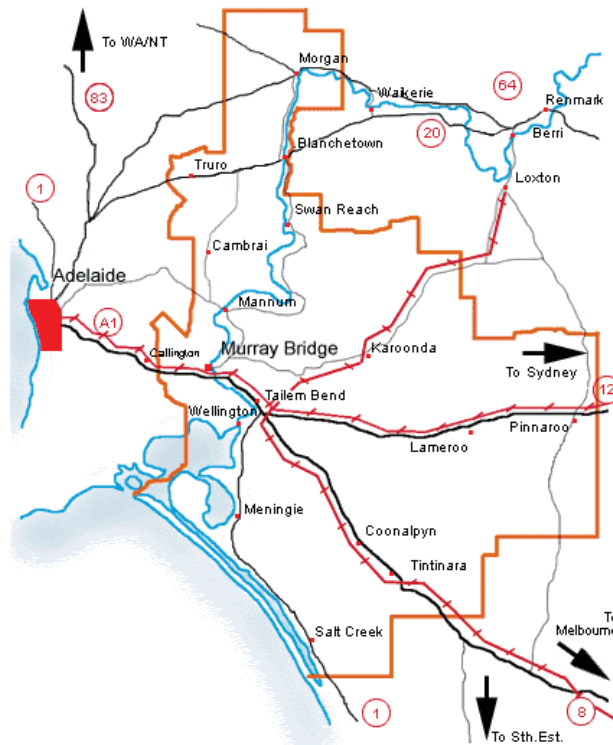 To WA/NT
Morgan
83
64
Waikerie
Renmark
20
Berri
Blanchetown
Truro
1
Loxton
Swan Reach
Cambrai
Adelaide
Mannum
A1
Callington
Murray Bridge
Karoonda
To Sydney
Tailem Bend
12
Wellington
Pinnaroo
Lameroo
Meningie
Coonalpyn
Tintinara
To
Melbourne
Salt Creek
1
8
To Sth.Est.